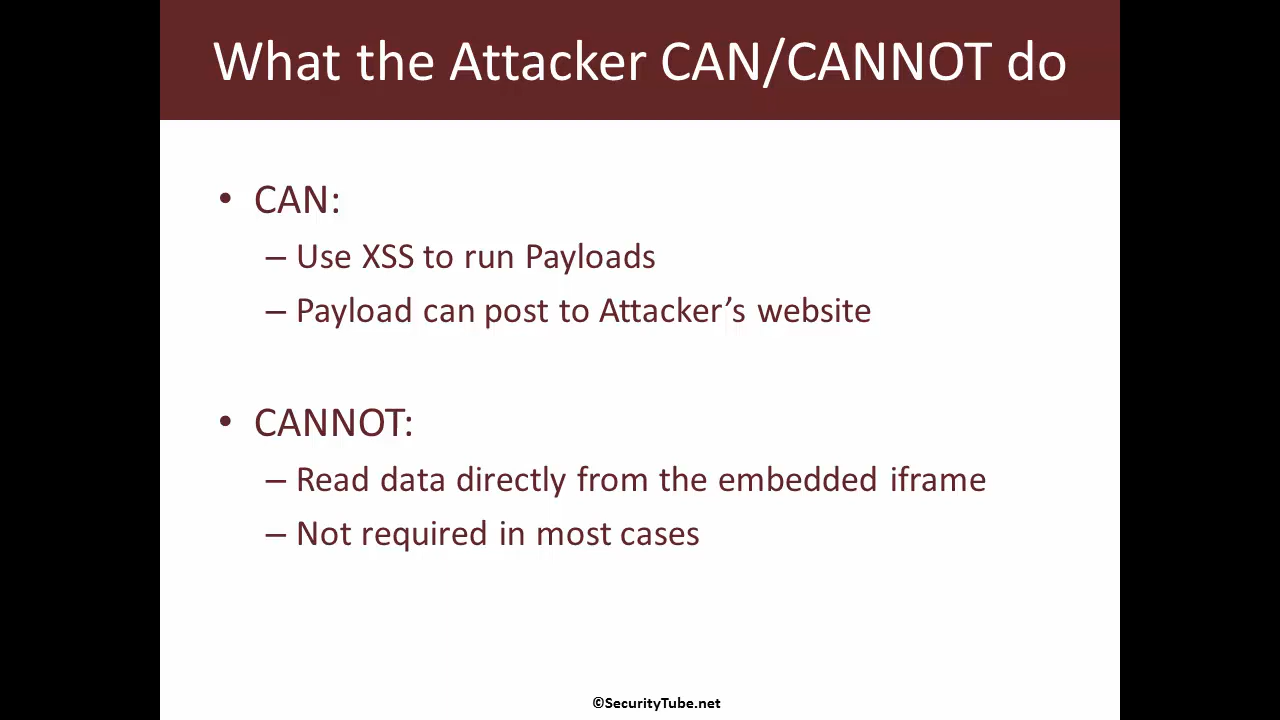 What the Attacker CAN/CANNOT do
• CAN:
– Use XSS to run Payloads
– Payload can post to Attacker’s website
• CANNOT:
– Read data directly from the embedded iframe
– Not required in most cases
©SecurityTube.net